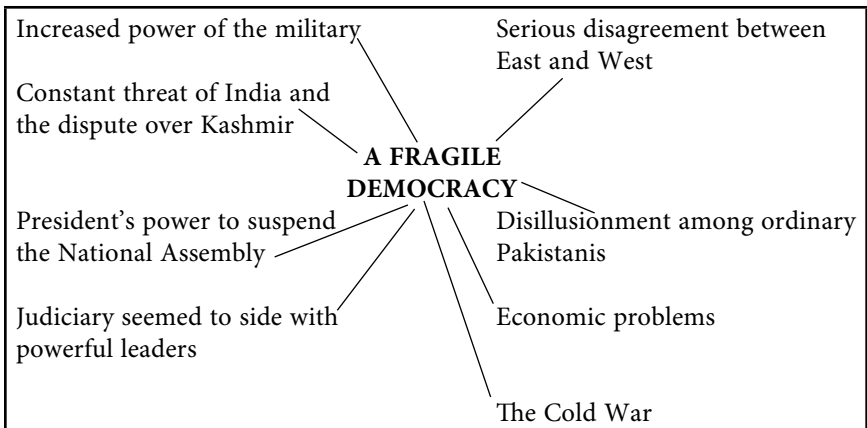 Increased power of the military
Constant threat of India and
the dispute over Kashmir
President’s power to suspend
the National Assembly
Judiciary seemed to side with
powerful leaders
A FRAGILE
DEMOCRACY
Serious disagreement between
East and West
Disillusionment among ordinary
Pakistanis
Economic problems
The Cold War